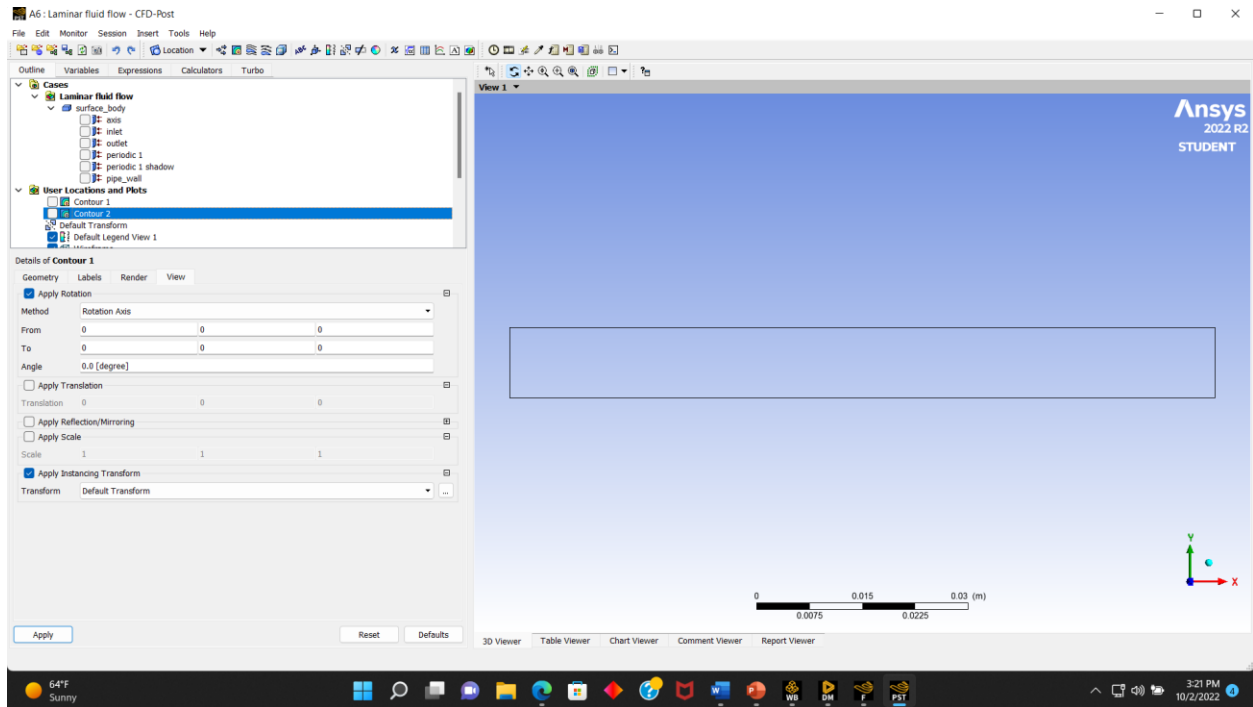 A6 : Laminar fluid flow - CFD-Post
File Edit Monitor Session Insert Tools Help
Location
Outline Variables Expressions Calculators Turbo
Cases
Laminar fluid flow
surface_body
axis
inlet
outlet
periodic 1
periodic 1 shadow
pipe_wall
User Locations and Plots
Contour 1
Contour 2
Default Transform
Default Legend View 1
Details of Contour 1
Geometry Labels Render View
Apply Rotation
Method Rotation Axis
From 0 0 0
To 0 0 0
Angle 0.0 [degree]
Apply Translation
Translation 0 0 0
Apply Reflection/Mirroring
Apply Scale
Scale 1 1 1
Apply Instancing Transform
Transform Default Transform ...
Apply Reset Defaults
View 1
Ansys
2022 R2
STUDENT
Y
X
0 0.015 0.03 (m)
0.0075 0.0225
3D Viewer Table Viewer Chart Viewer Comment Viewer Report Viewer
64°F
Sunny
WB DM F PST
3:21 PM
10/2/2022
4